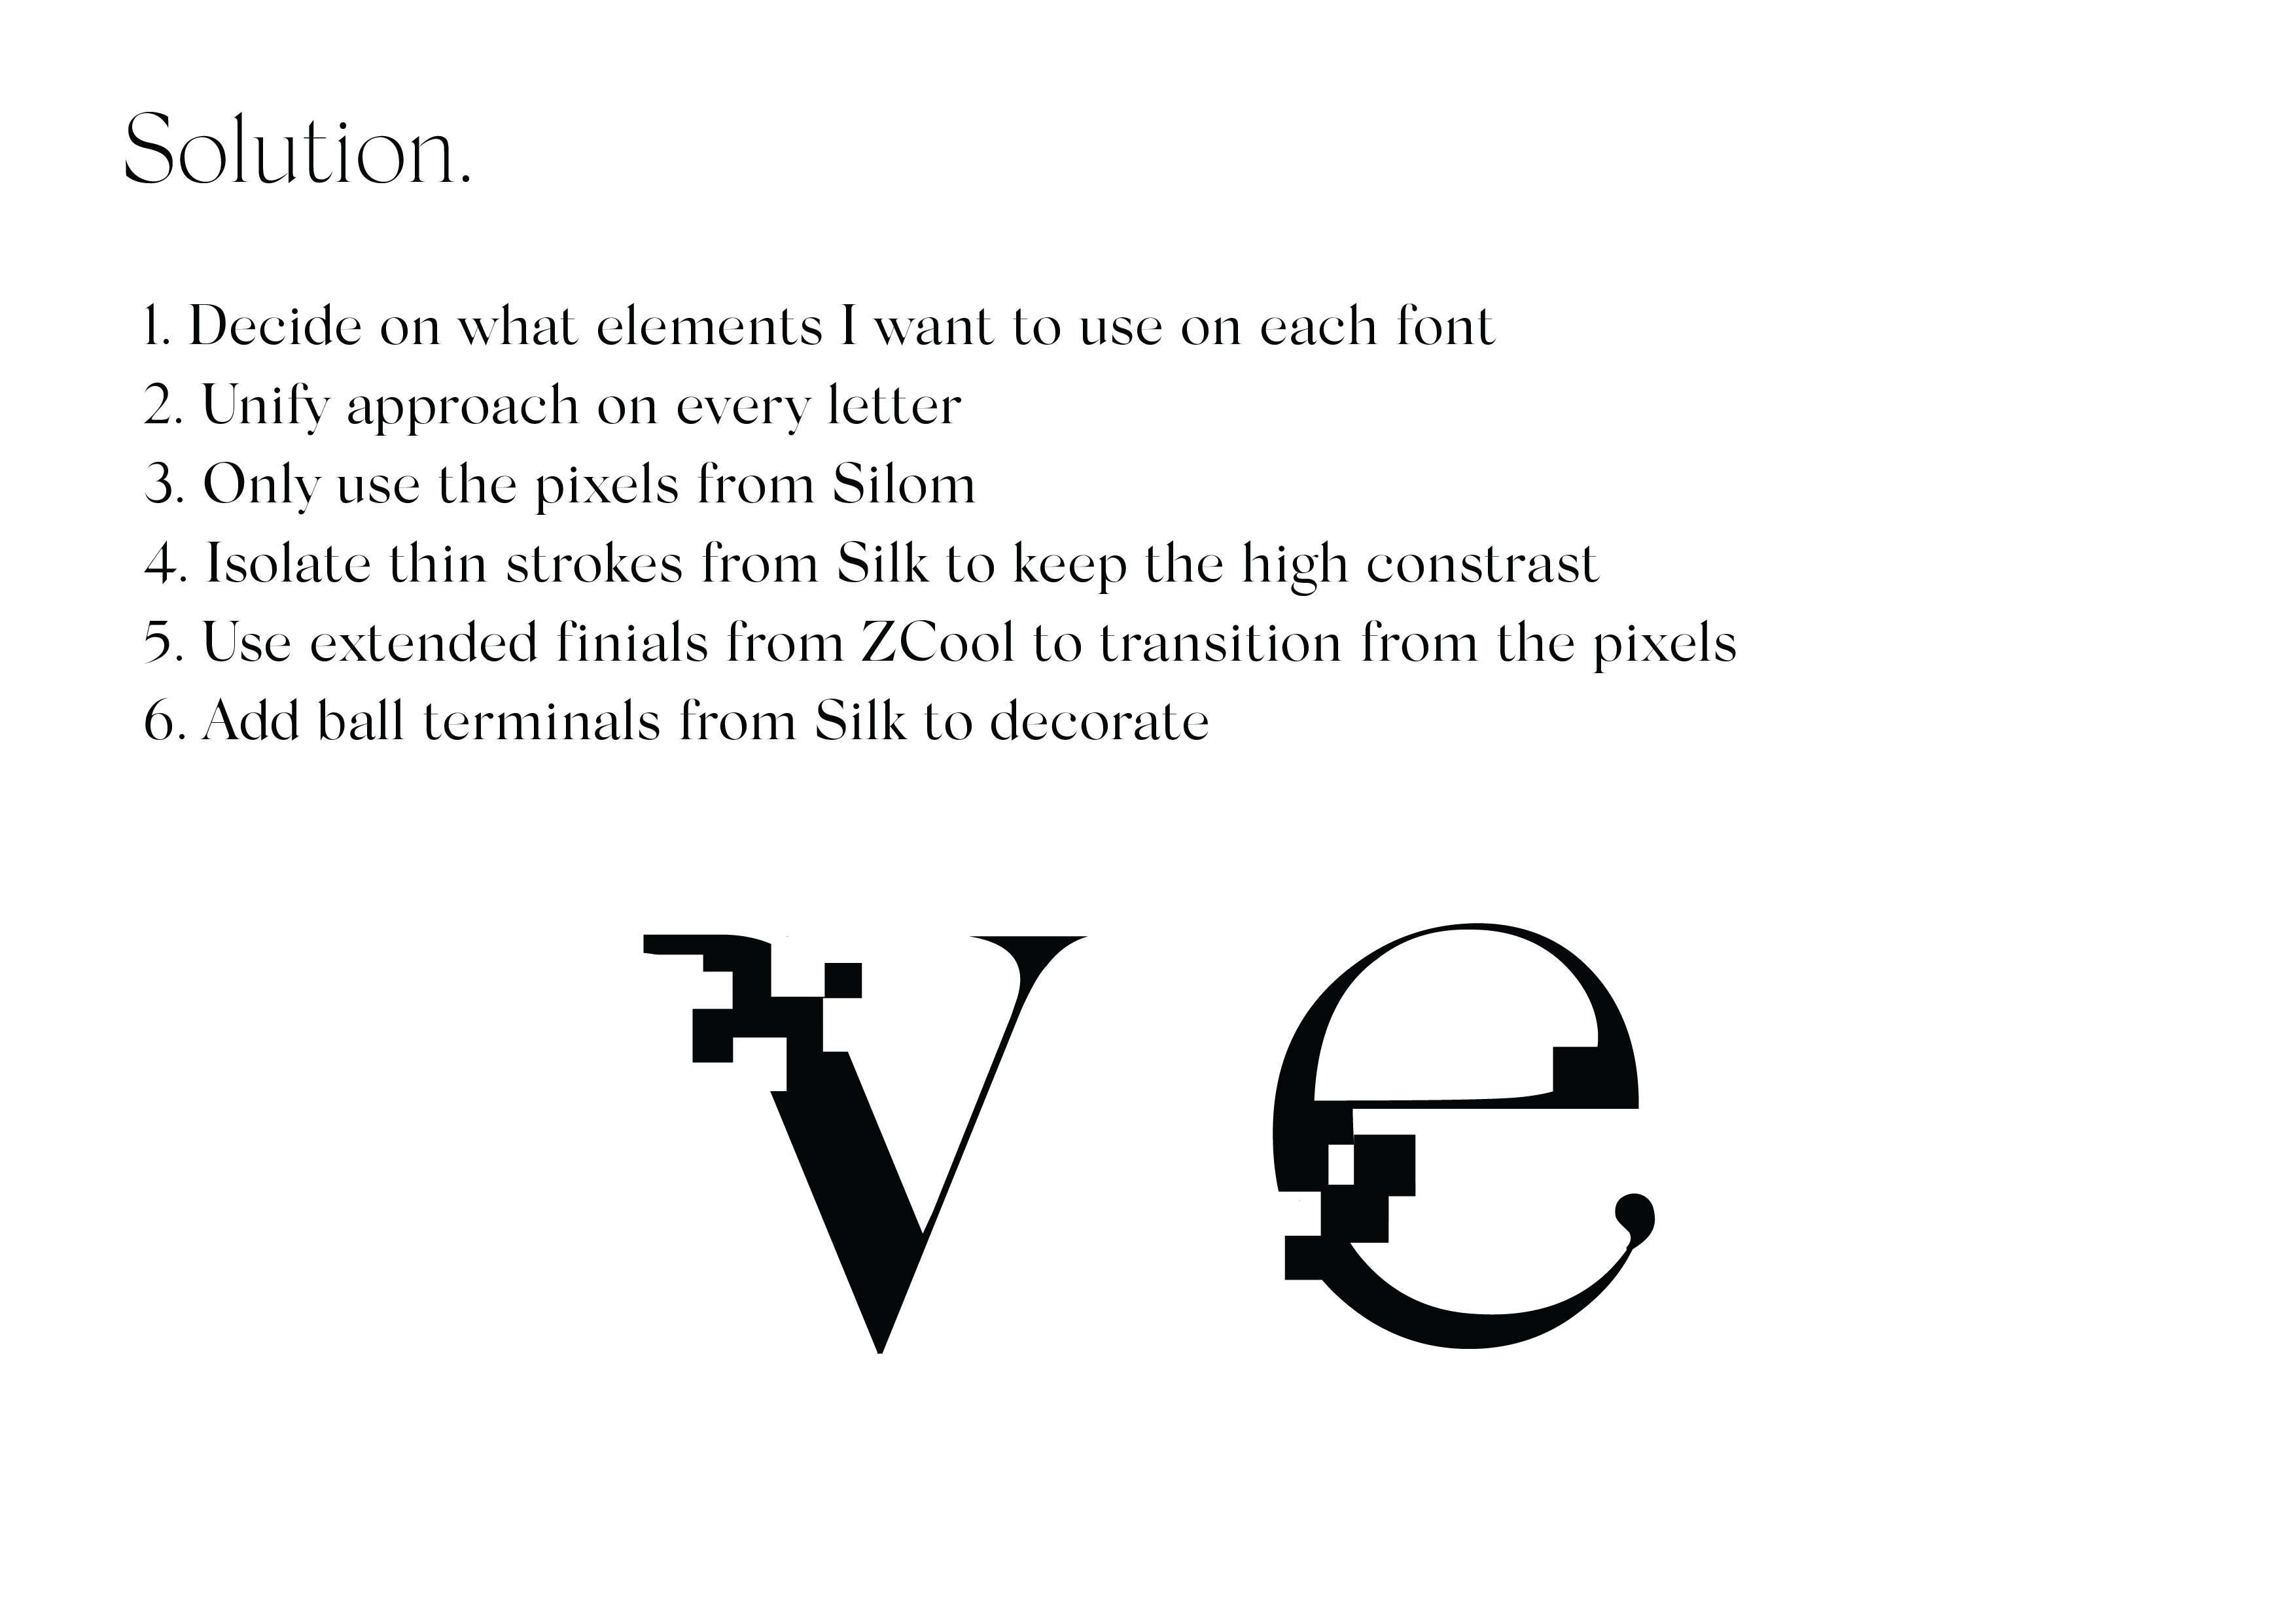 Solution.
1. Decide on what elements I want to use on each font
2. Unify approach on every letter
3. Only use the pixels from Silom
4. Isolate thin strokes from Silk to keep the high constrast
5. Use extended finials from ZCool to transition from the pixels
6. Add ball terminals from Silk to decorate
v e